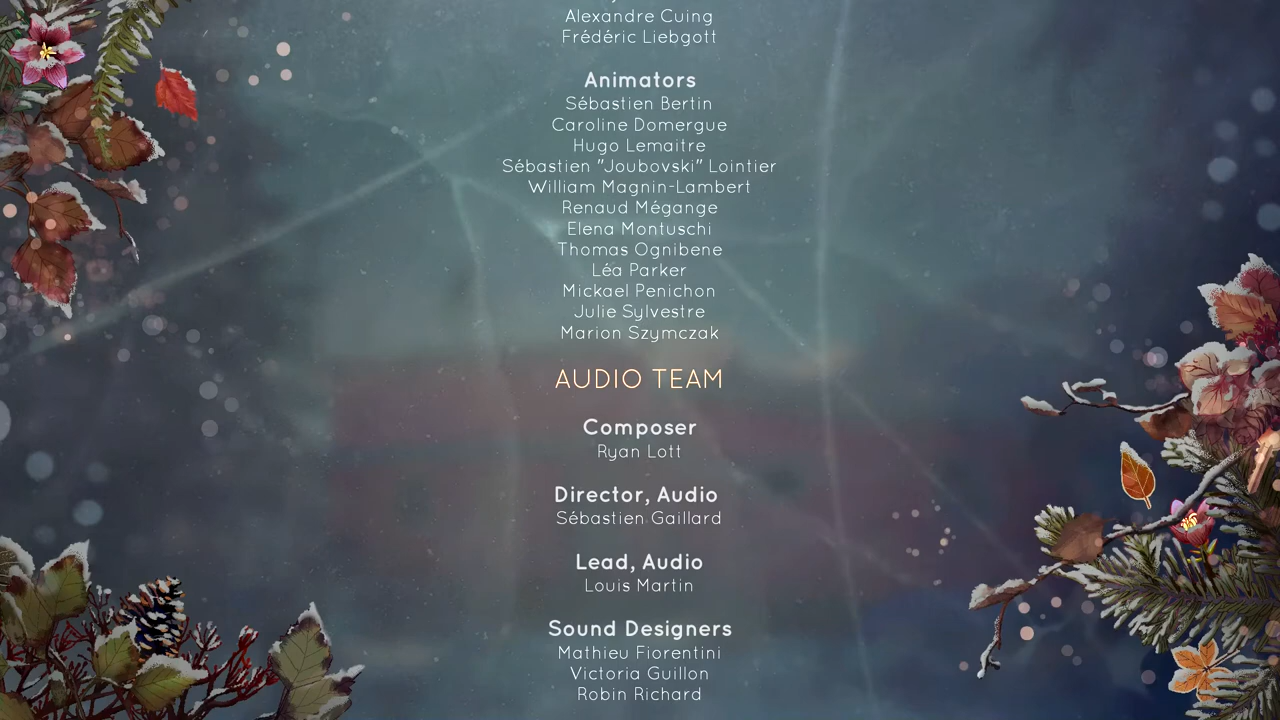 Alexandre Cuing
Frédéric Liebgott
Animators
Sébastien Bertin
Caroline Domergue
Hugo Lemaitre
Sébastien "Joubovski" Lointier
William Magnin-Lambert
Renaud Mégange
Elena Montuschi
Thomas Ognibene
Léa Parker
Mickael Penichon
Julie Sylvestre
Marion Szymczak
AUDIO TEAM
Composer
Ryan Lott
Director, Audio
Sébastien Gaillard
Lead, Audio
Louis Martin
Sound Designers
Mathieu Fiorentini
Victoria Guillon
Robin Richard